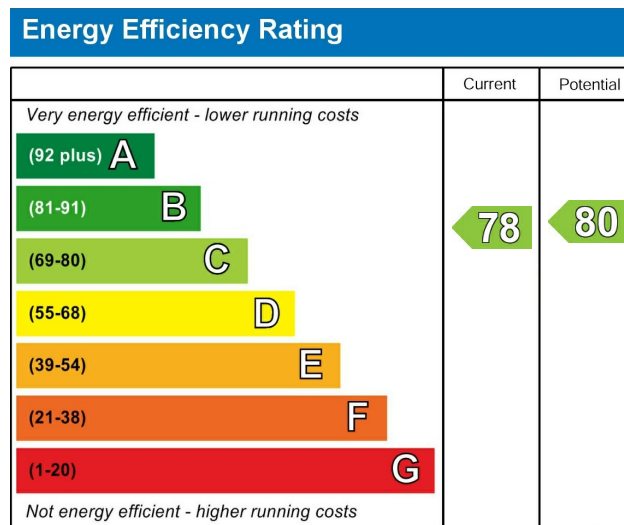 Energy Efficiency Rating
Current Potential
Very energy efficient - lower running costs
(92 plus) A
(81-91) B
78 80
(69-80) C
(55-68) D
(39-54) E
(21-38) F
(1-20) G
Not energy efficient - higher running costs